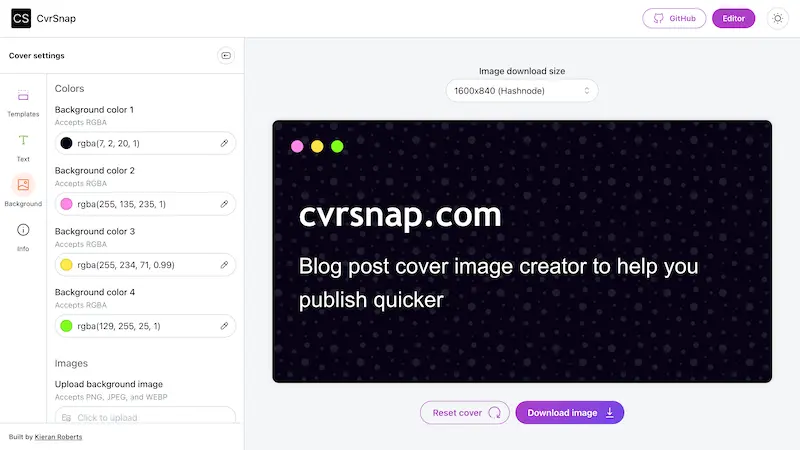 CS CvrSnap
GitHub
Editor
Cover settings
Templates
Text
Background
Info
Colors
Background color 1
Accepts RGBA
rgba(7, 2, 20, 1)
Background color 2
Accepts RGBA
rgba(255, 135, 235, 1)
Background color 3
Accepts RGBA
rgba(255, 234, 71, 0.99)
Background color 4
Accepts RGBA
rgba(129, 255, 25, 1)
Images
Upload background image
Accepts PNG, JPEG, and WEBP
Click to upload
Built by Kieran Roberts
Image download size
1600x840 (Hashnode)
cvrsnap.com
Blog post cover image creator to help you
publish quicker
Reset cover
Download image